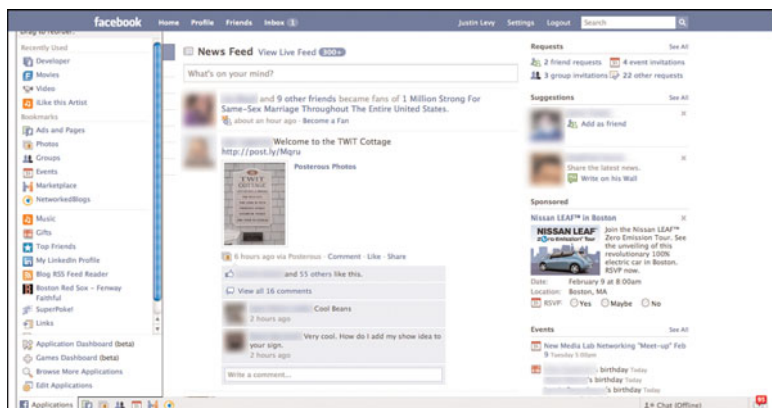 facebook Home Profile Friends Inbox 1 Justin Levy Settings Logout Search
Drag to reorder.
Recently Used
Developer
Movies
Video
iLike this Artist
Bookmarks
Ads and Pages
Photos
Groups
Events
Marketplace
NetworkedBlogs
Music
Gifts
Top Friends
My LinkedIn Profile
Blog RSS Feed Reader
Boston Red Sox - Fenway
Faithful
SuperPoke!
Links
Application Dashboard (beta)
Games Dashboard (beta)
Browse More Applications
Edit Applications
Applications
News Feed View Live Feed 300+
What's on your mind?
and 9 other friends became fans of 1 Million Strong For
Same-Sex Marriage Throughout The Entire United States.
about an hour ago · Become a Fan
Welcome to the TWiT Cottage
http://post.ly/Mqru
Posterous Photos
TWIT
COTTAGE
6 hours ago via Posterous · Comment · Like · Share
and 55 others like this.
View all 16 comments
Cool Beans
2 hours ago
Very cool. How do I add my show idea to
your sign.
2 hours ago
Write a comment...
Requests See All
2 friend requests 4 event invitations
3 group invitations 22 other requests
Suggestions See All
Add as friend
Share the latest news.
Write on his Wall
Sponsored
Nissan LEAF™ in Boston
NISSAN LEAF
Zero Emission Tour
Join the Nissan LEAF™
Zero Emission Tour. See
the unveiling of this
revolutionary 100%
electric car in Boston.
RSVP now.
Date: February 9 at 8:00am
Location: Boston, MA
RSVP: Yes Maybe No
Events See All
New Media Lab Networking "Meet-up" Feb
9 Tuesday 5:00pm
's birthday Today
's birthday Today
Chat (Offline)